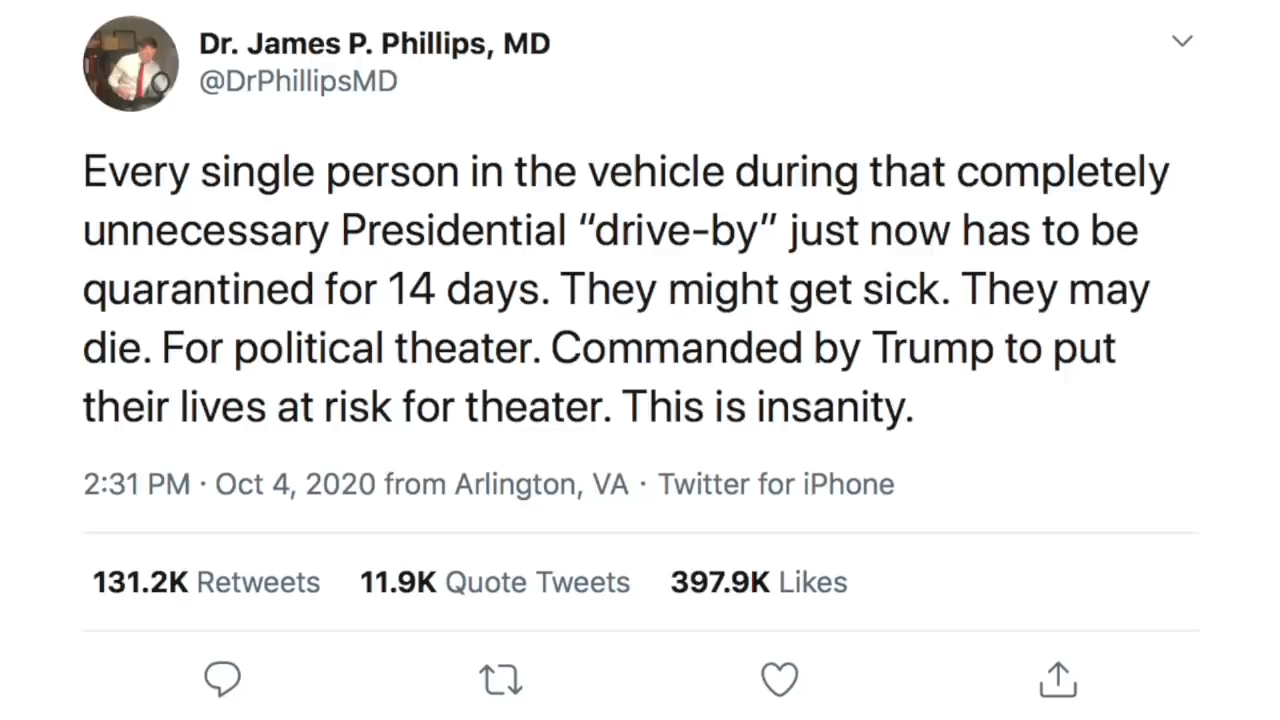 Dr. James P. Phillips, MD
@DrPhillipsMD
Every single person in the vehicle during that completely
unnecessary Presidential “drive-by” just now has to be
quarantined for 14 days. They might get sick. They may
die. For political theater. Commanded by Trump to put
their lives at risk for theater. This is insanity.
2:31 PM · Oct 4, 2020 from Arlington, VA · Twitter for iPhone
131.2K Retweets 11.9K Quote Tweets 397.9K Likes